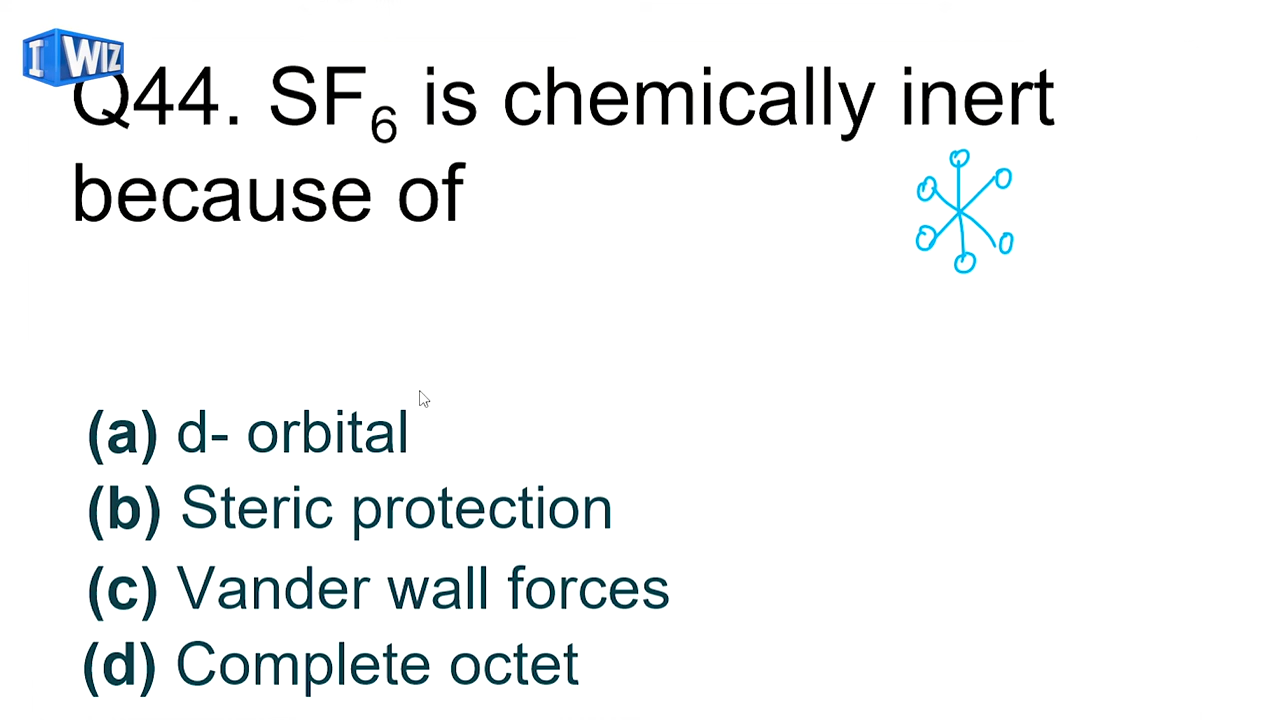 I WIZ
Q44. SF₆ is chemically inert
because of
(a) d- orbital
(b) Steric protection
(c) Vander wall forces
(d) Complete octet